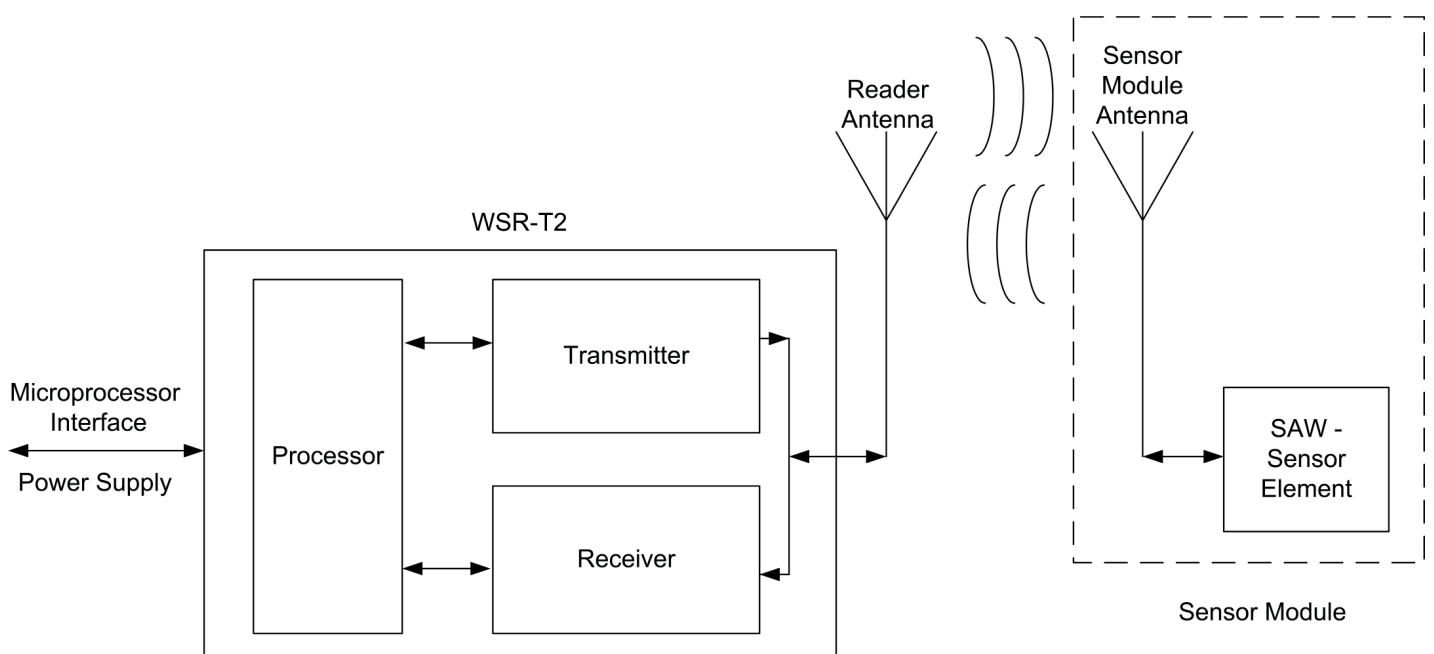 Reader
Antenna
Sensor
Module
Antenna
WSR-T2
Microprocessor
Interface
Power Supply
Processor
Transmitter
Receiver
SAW -
Sensor
Element
Sensor Module